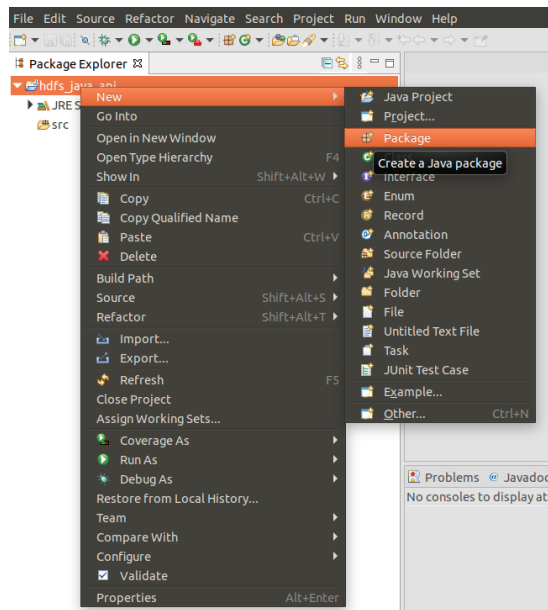 File Edit Source Refactor Navigate Search Project Run Window Help
Package Explorer
hdfs_java_api
JRE S
src
New
Go Into
Open in New Window
Open Type Hierarchy F4
Show In Shift+Alt+W
Copy Ctrl+C
Copy Qualified Name
Paste Ctrl+V
Delete
Build Path
Source Shift+Alt+S
Refactor Shift+Alt+T
Import...
Export...
Refresh F5
Close Project
Assign Working Sets...
Coverage As
Run As
Debug As
Restore from Local History...
Team
Compare With
Configure
Validate
Properties Alt+Enter
Java Project
Project...
Package
Create a Java package
Interface
Enum
Record
Annotation
Source Folder
Java Working Set
Folder
File
Untitled Text File
Task
JUnit Test Case
Example...
Other... Ctrl+N
Problems @ Javadoc
No consoles to display at